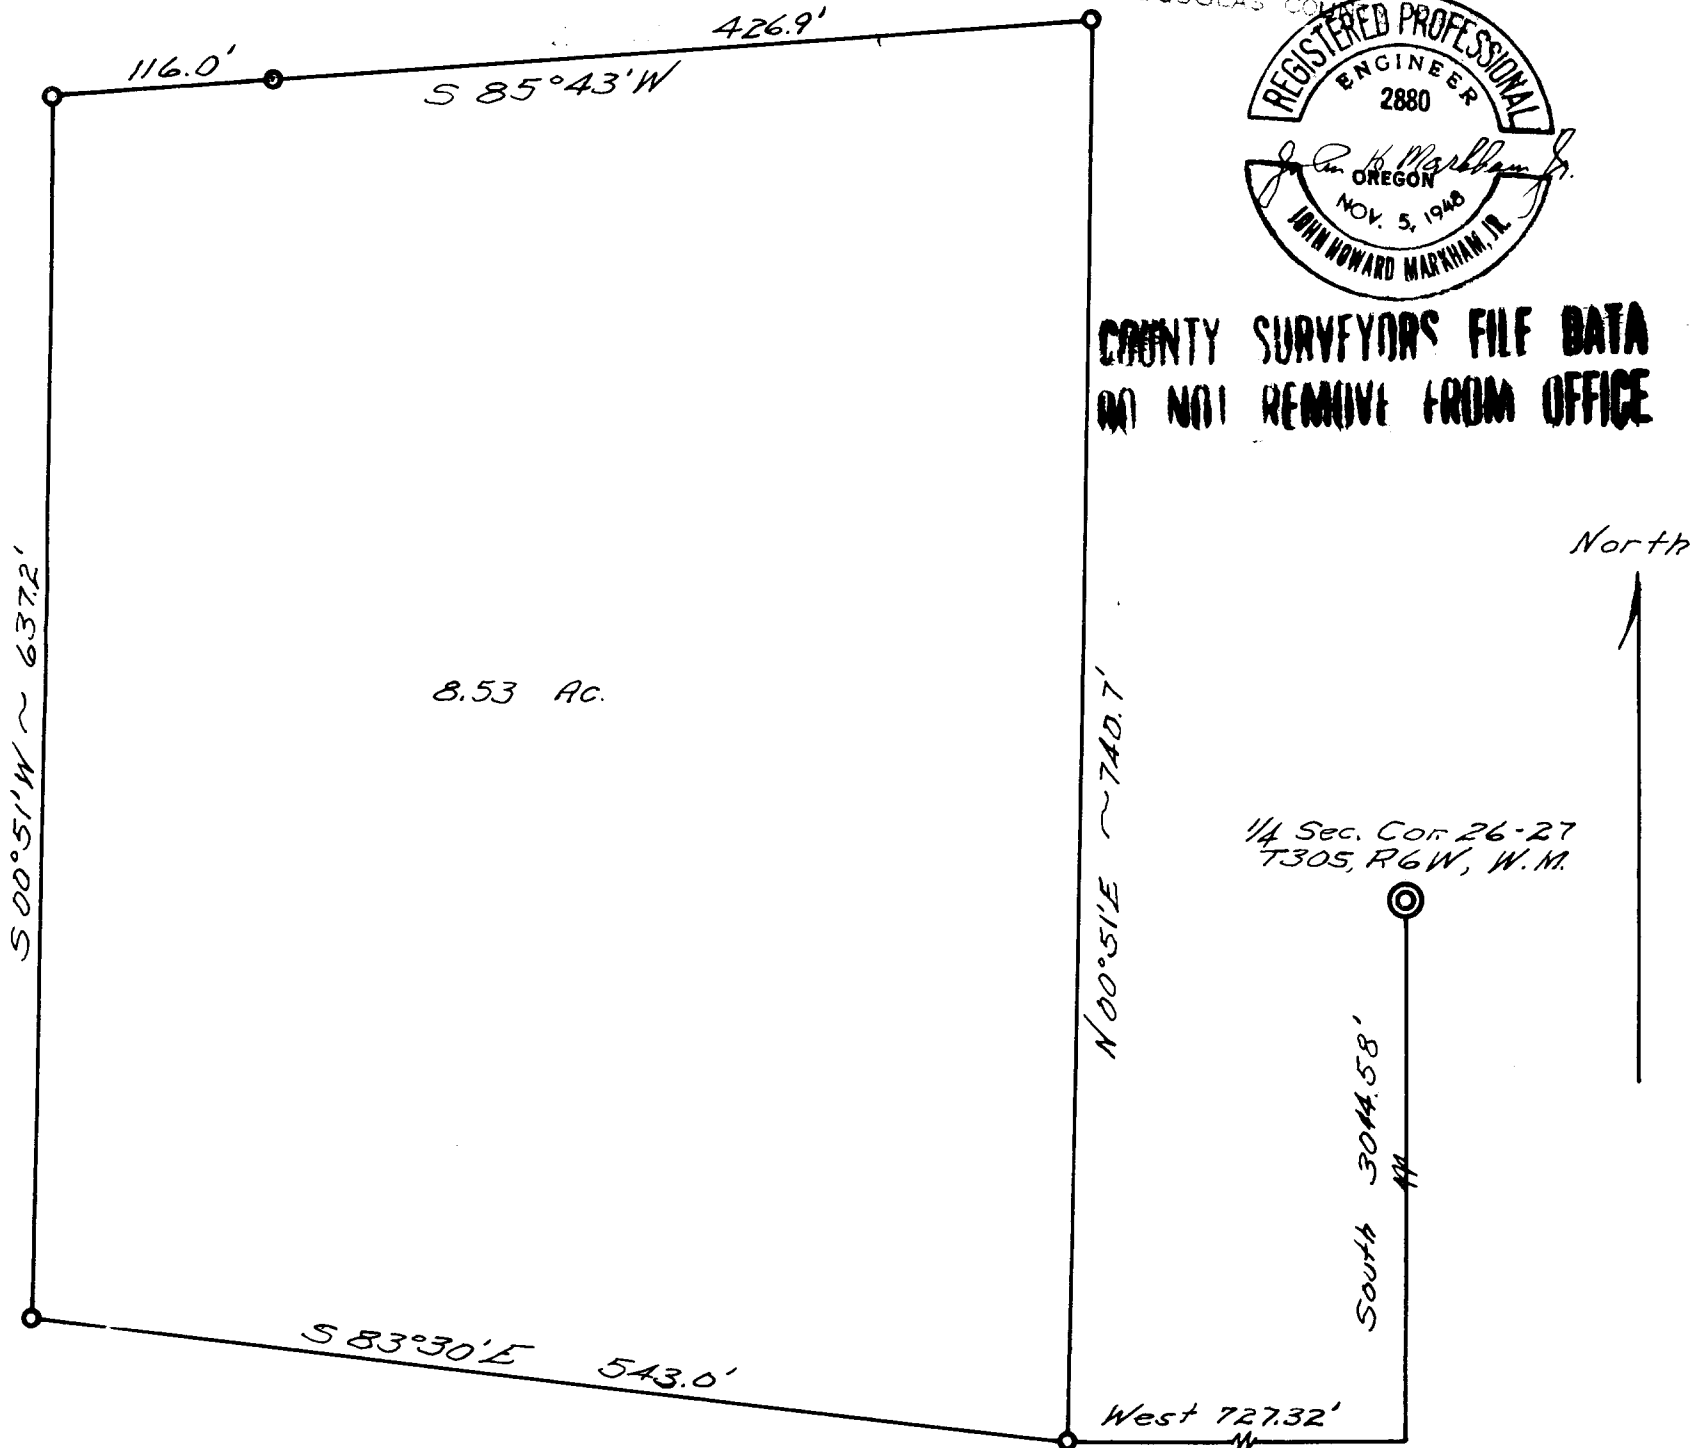 426.9'
116.0'
S 85°43'W
REGISTERED PROFESSIONAL
ENGINEER
2880
John H Markham Jr.
OREGON
NOV. 5, 1948
JOHN HOWARD MARKHAM, JR.
COUNTY SURVEYORS FILE DATA
DO NOT REMOVE FROM OFFICE
North
S 00°51'W ~ 637.2'
8.53 Ac.
N 00°51'E ~ 740.7'
1/4 Sec. Cor. 26-27
T30S, R6W, W.M.
South 3044.58'
S 83°30'E 543.0'
West 727.32'